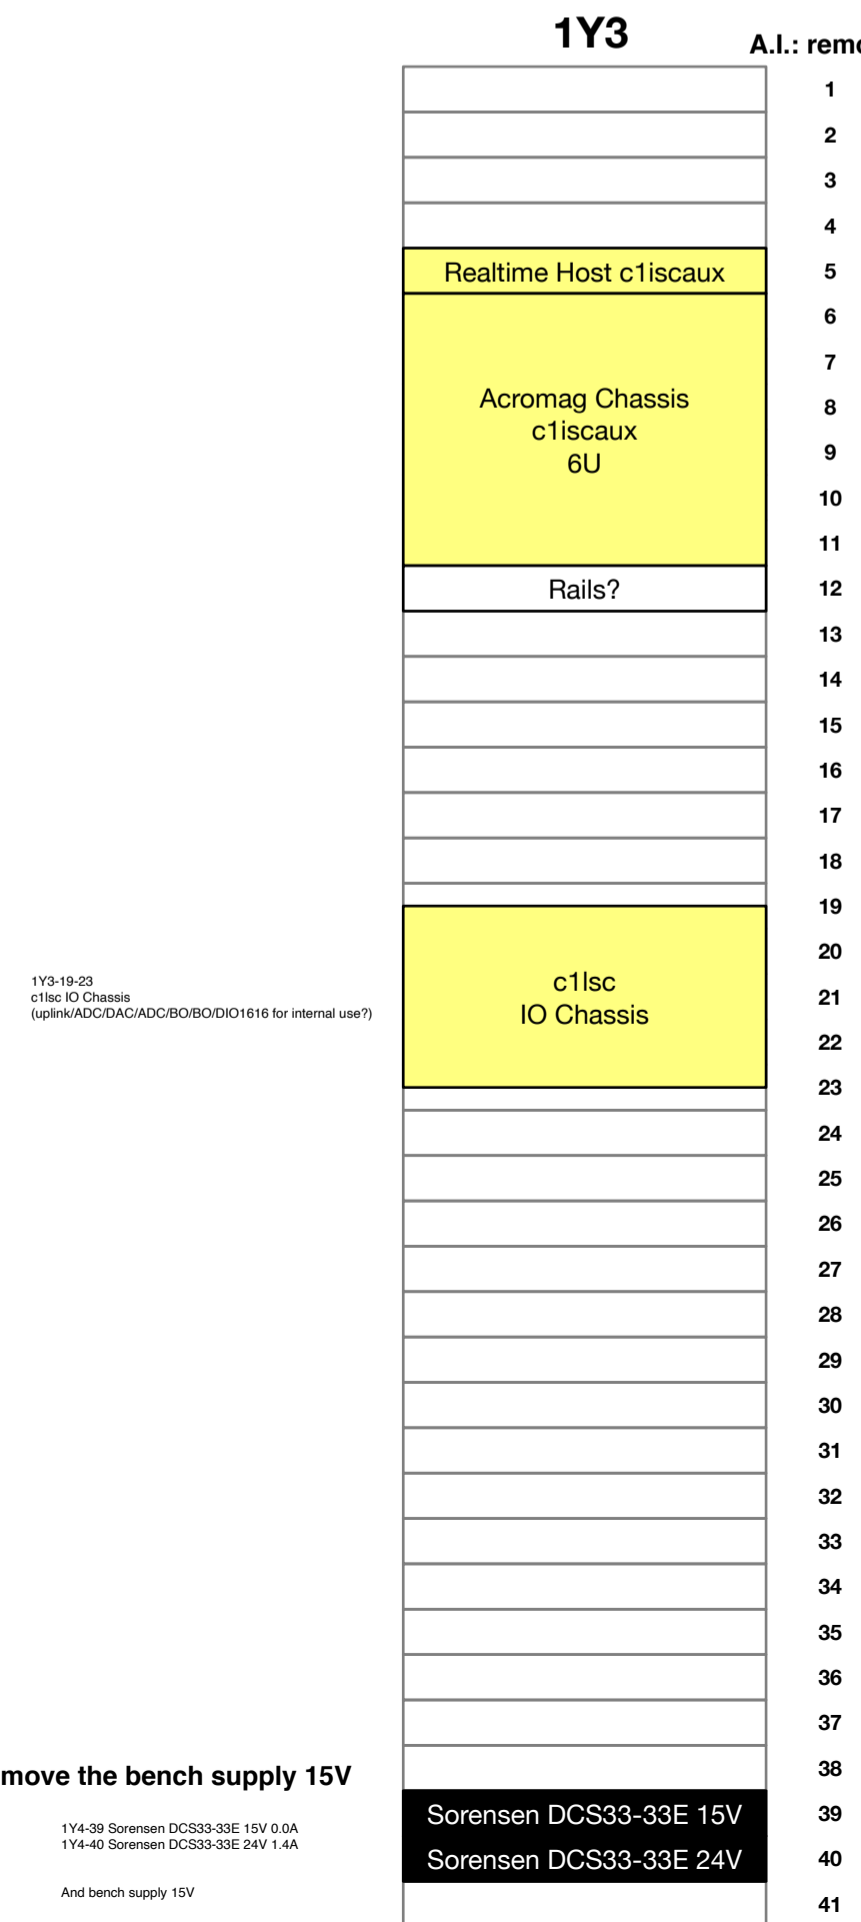 1Y3
A.I.: remo
1
2
3
4
Realtime Host c1iscaux 5
6
7
Acromag Chassis 8
c1iscaux
9
6U
10
11
Rails? 12
13
14
15
16
17
18
19
20
1Y3-19-23
c1lsc IO Chassis
(uplink/ADC/DAC/ADC/BO/BO/DIO1616 for internal use?)
c1lsc
IO Chassis
21
22
23
24
25
26
27
28
29
30
31
32
33
34
35
36
37
38
move the bench supply 15V
1Y4-39 Sorensen DCS33-33E 15V 0.0A
1Y4-40 Sorensen DCS33-33E 24V 1.4A
And bench supply 15V
Sorensen DCS33-33E 15V 39
Sorensen DCS33-33E 24V 40
41